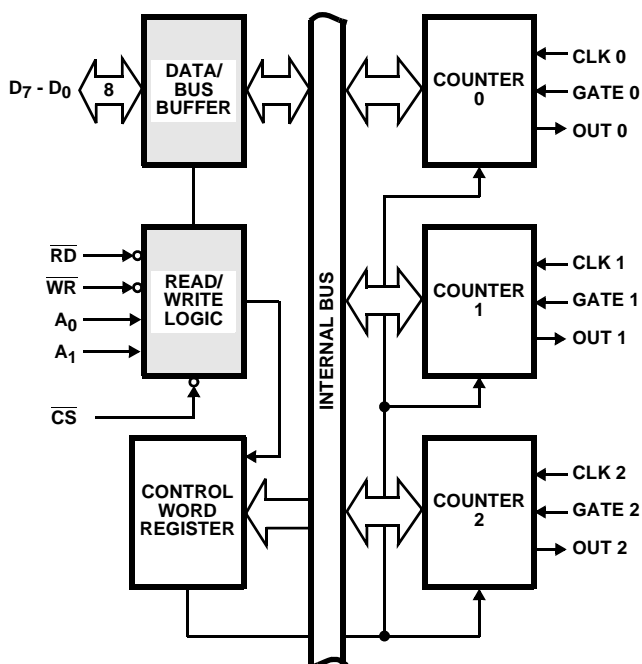 D7 - D0
8
DATA/
BUS
BUFFER
COUNTER
0
CLK 0
GATE 0
OUT 0
RD
WR
A0
A1
CS
READ/
WRITE
LOGIC
INTERNAL BUS
COUNTER
1
CLK 1
GATE 1
OUT 1
CONTROL
WORD
REGISTER
COUNTER
2
CLK 2
GATE 2
OUT 2